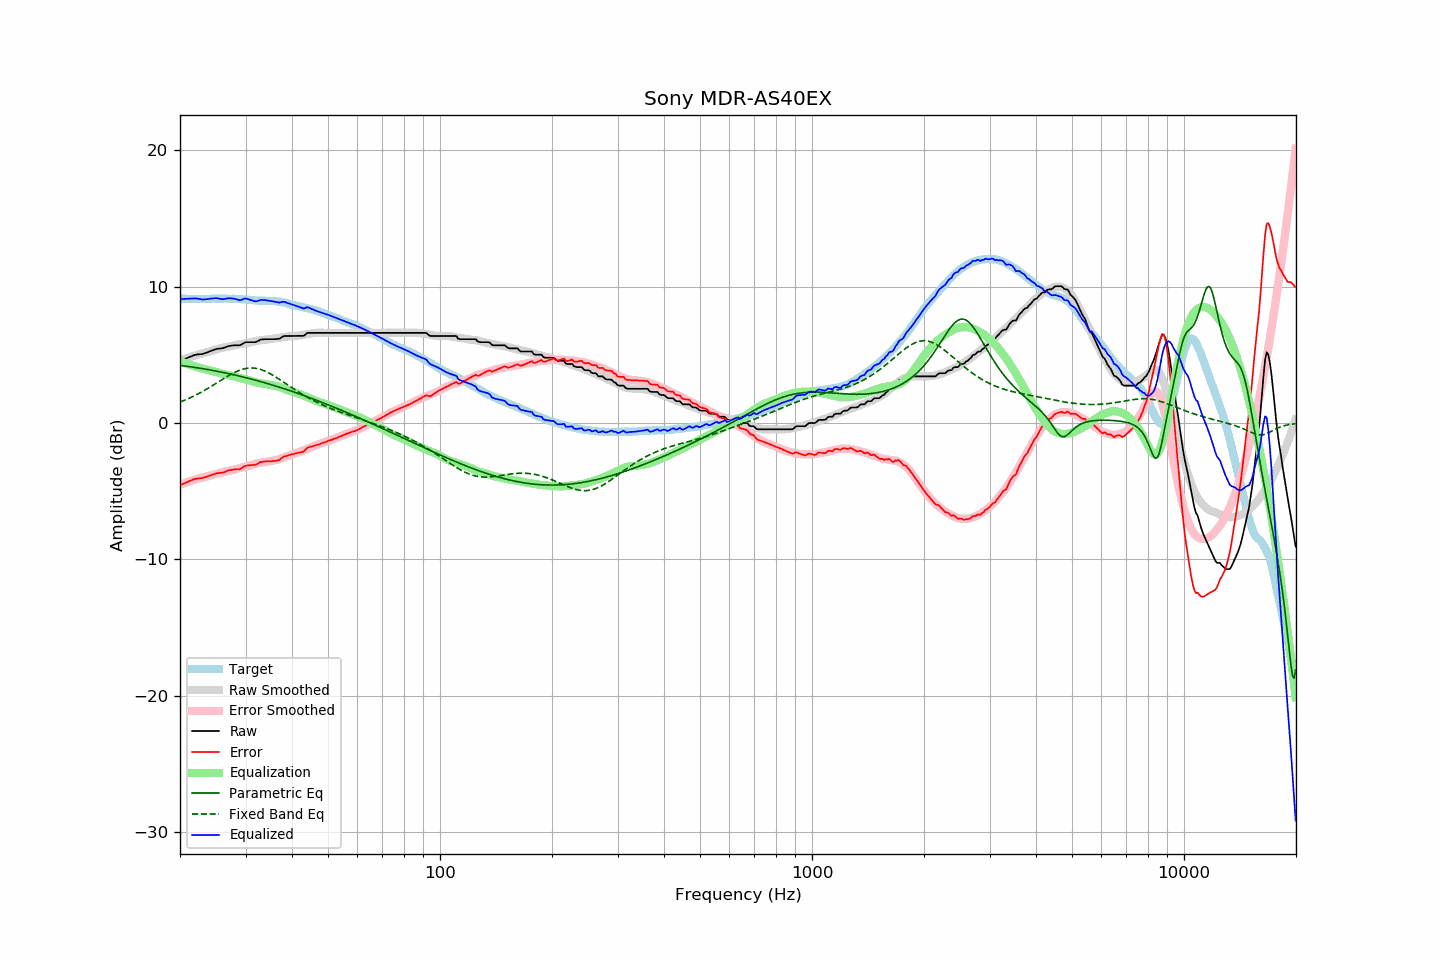 Sony MDR-AS40EX
Amplitude (dBr)
20
10
0
−10
−20
−30
Target
Raw Smoothed
Error Smoothed
Raw
Error
Equalization
Parametric Eq
Fixed Band Eq
Equalized
100 1000 10000
Frequency (Hz)